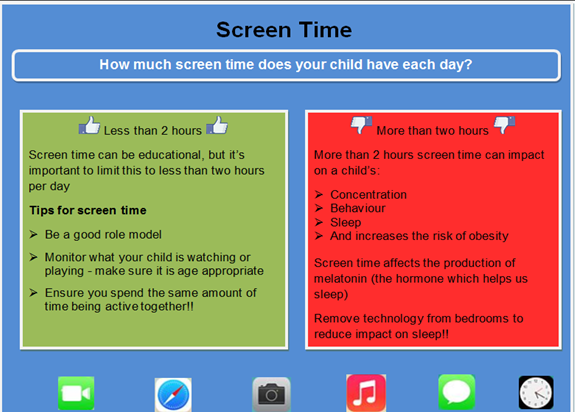 Screen Time
How much screen time does your child have each day?
Less than 2 hours
Screen time can be educational, but it's
important to limit this to less than two hours
per day
Tips for screen time
➢ Be a good role model
➢ Monitor what your child is watching or
playing - make sure it is age appropriate
➢ Ensure you spend the same amount of
time being active together!!
More than two hours
More than 2 hours screen time can impact
on a child's:
➢ Concentration
➢ Behaviour
➢ Sleep
➢ And increases the risk of obesity
Screen time affects the production of
melatonin (the hormone which helps us
sleep)
Remove technology from bedrooms to
reduce impact on sleep!!